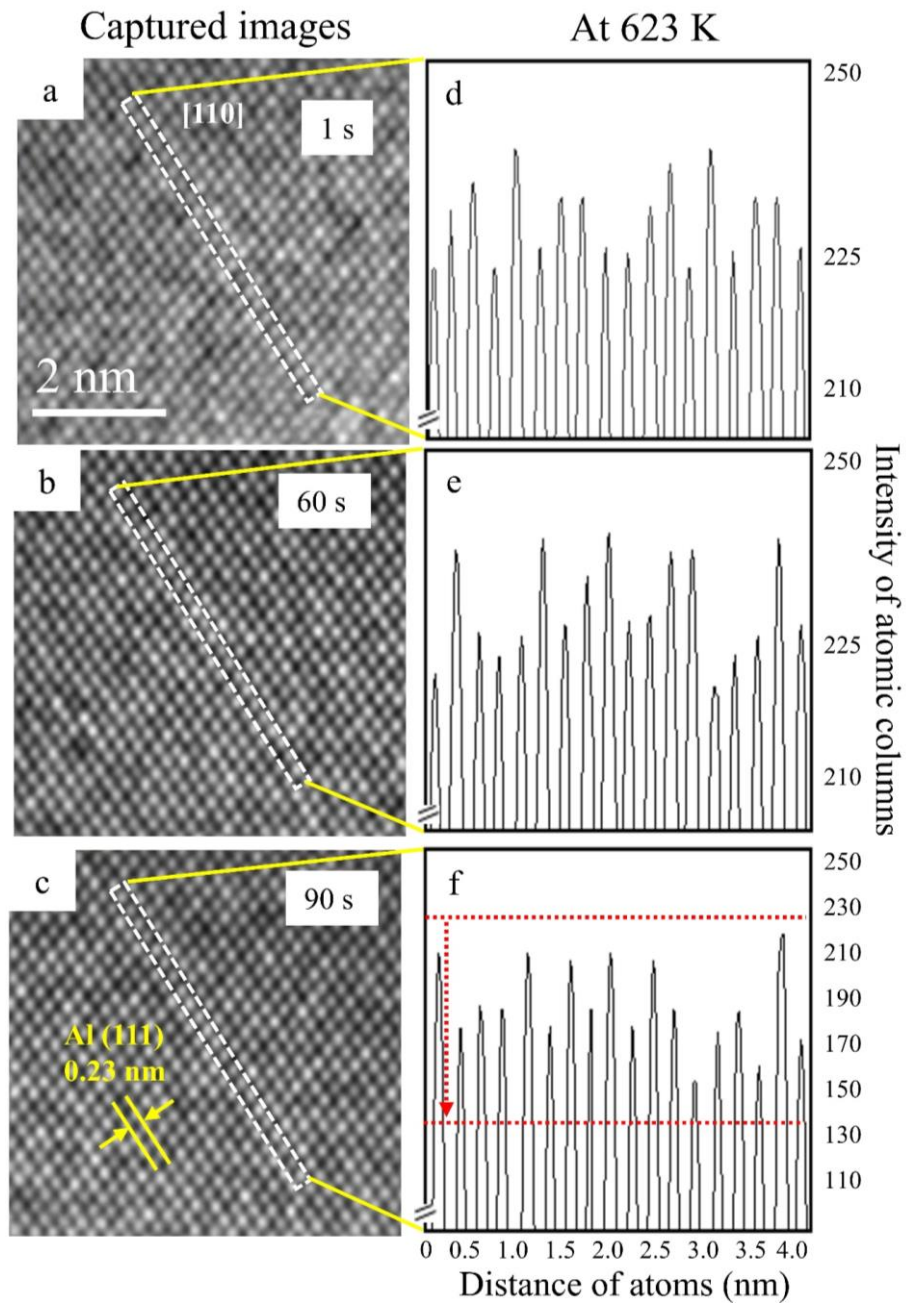 Captured images
At 623 K
a
[110]
1 s
2 nm
d
250
225
210
b
60 s
e
250
225
210
Intensity of atomic columns
c
90 s
Al (111)
0.23 nm
f
250
230
210
190
170
150
130
110
0 0.5 1.0 1.5 2.0 2.5 3.0 3.5 4.0
Distance of atoms (nm)